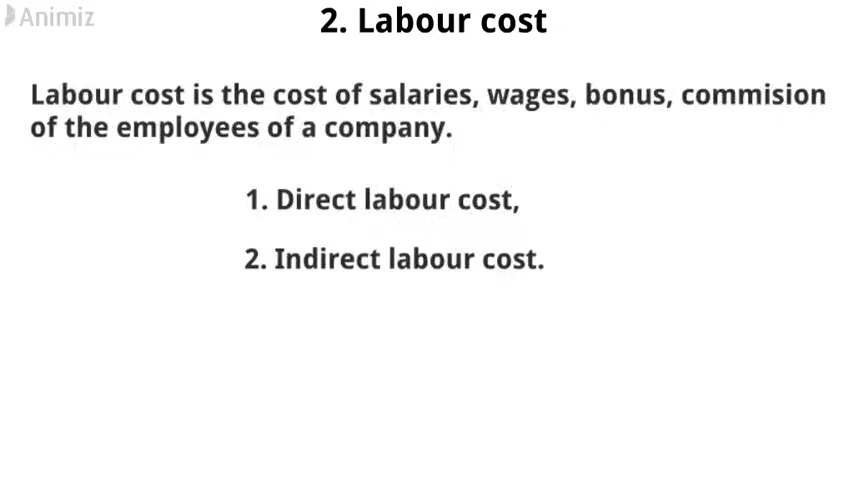 Animiz
2. Labour cost
Labour cost is the cost of salaries, wages, bonus, commision
of the employees of a company.
1. Direct labour cost,
2. Indirect labour cost.